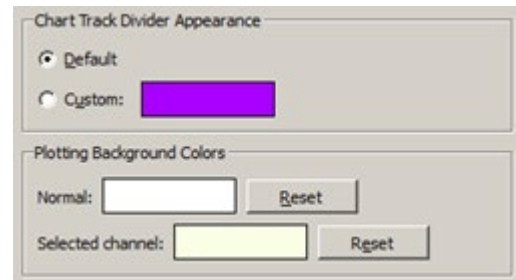 Chart Track Divider Appearance
Default
Custom:
Plotting Background Colors
Normal: Reset
Selected channel: Reset